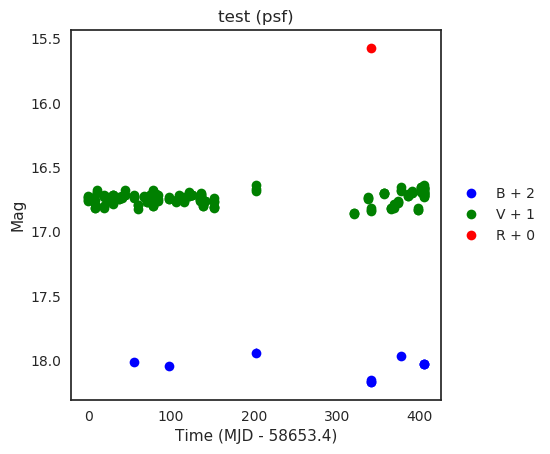 test (psf)
15.5
16.0
16.5
17.0
17.5
18.0
Mag
0
100
200
300
400
Time (MJD - 58653.4)
B + 2
V + 1
R + 0